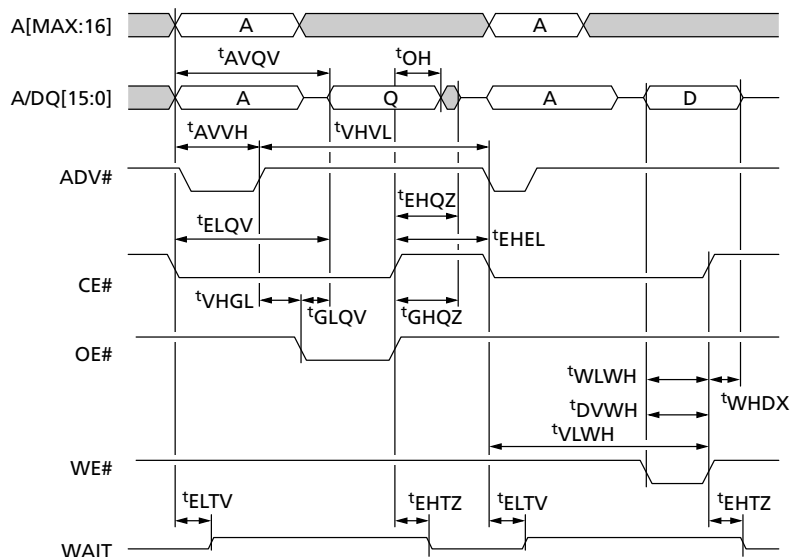 A[MAX:16] A A
tAVQV tOH
A/DQ[15:0] A Q A D
tAVVH tVHVL
ADV#
tEHQZ
tELQV tEHEL
CE#
tVHGL tGLQV tGHQZ
OE#
tWLWH tWHDX
tDVWH
tVLWH
WE#
tELTV tEHTZ tELTV tEHTZ
WAIT